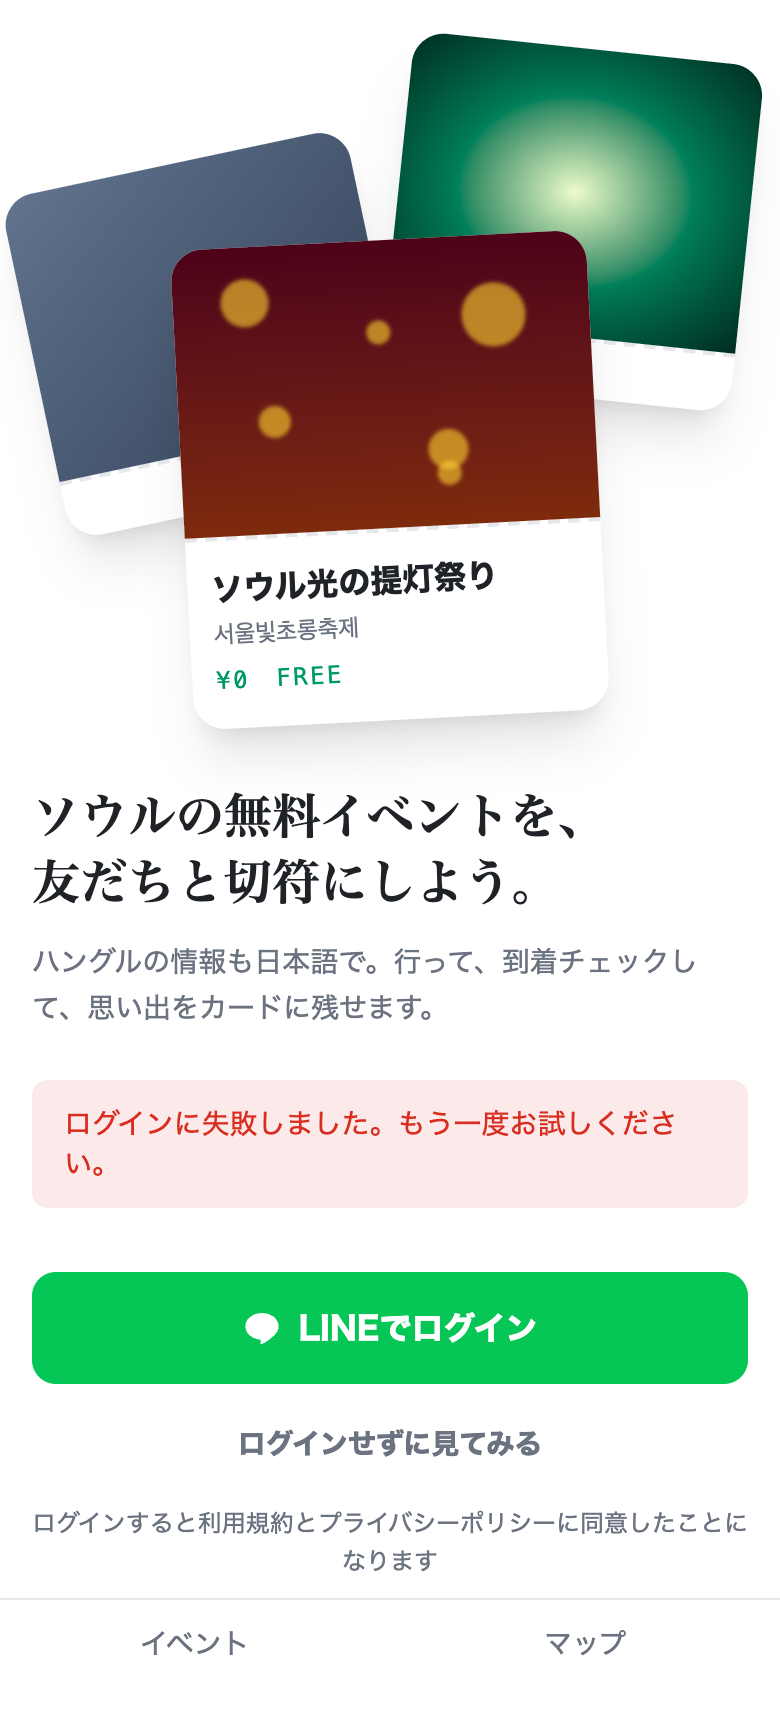 ソウル光の提灯祭り
서울빛초롱축제
¥0 FREE
ソウルの無料イベントを、
友だちと切符にしよう。
ハングルの情報も日本語で。行って、到着チェックし
て、思い出をカードに残せます。
ログインに失敗しました。もう一度お試しくださ
い。
LINEでログイン
ログインせずに見てみる
ログインすると利用規約とプライバシーポリシーに同意したことに
なります
イベント
マップ